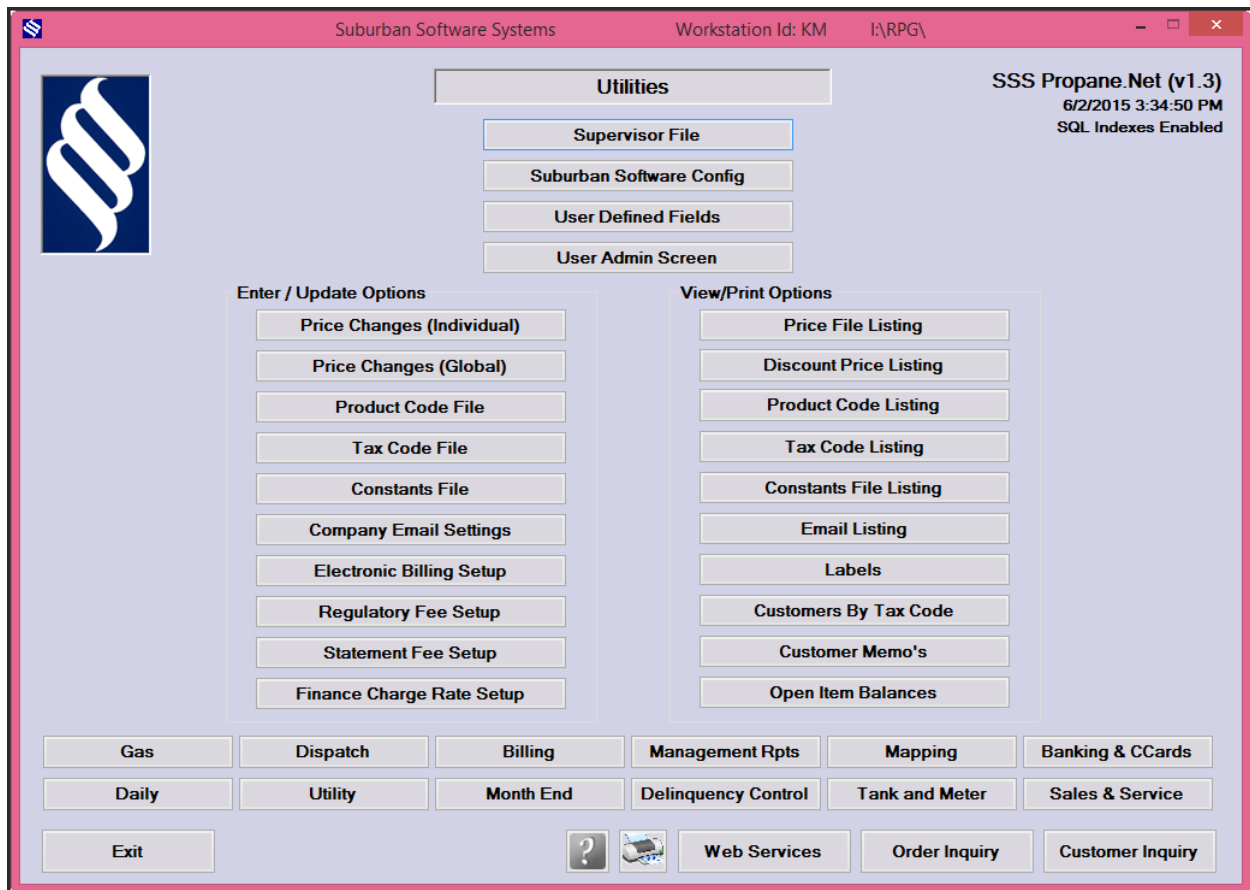 Suburban Software Systems Workstation Id: KM I:\RPG\
Utilities
SSS Propane.Net (v1.3)
6/2/2015 3:34:50 PM
SQL Indexes Enabled
Supervisor File
Suburban Software Config
User Defined Fields
User Admin Screen
Enter / Update Options
Price Changes (Individual)
Price Changes (Global)
Product Code File
Tax Code File
Constants File
Company Email Settings
Electronic Billing Setup
Regulatory Fee Setup
Statement Fee Setup
Finance Charge Rate Setup
View/Print Options
Price File Listing
Discount Price Listing
Product Code Listing
Tax Code Listing
Constants File Listing
Email Listing
Labels
Customers By Tax Code
Customer Memo's
Open Item Balances
Gas Dispatch Billing Management Rpts Mapping Banking & CCards
Daily Utility Month End Delinquency Control Tank and Meter Sales & Service
Exit ? Web Services Order Inquiry Customer Inquiry